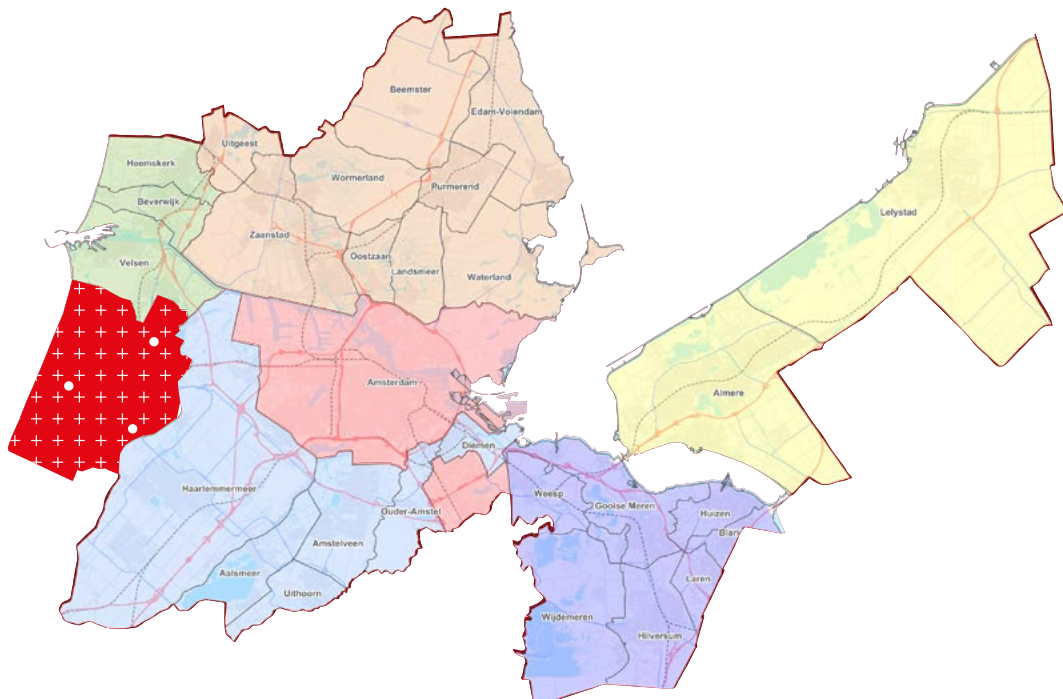 Beemster
Edam-Volendam
Uitgeest
Heemskerk
Wormerland
Purmerend
Beverwijk
Lelystad
Zaanstad
Oostzaan
Velsen
Landsmeer
Waterland
Amsterdam
Almere
Diemen
Haarlemmermeer
Weesp
Gooise Meren
Ouder-Amstel
Huizen
Blari
Amstelveen
Aalsmeer
Laren
Uithoorn
Wijdemeren
Hilversum